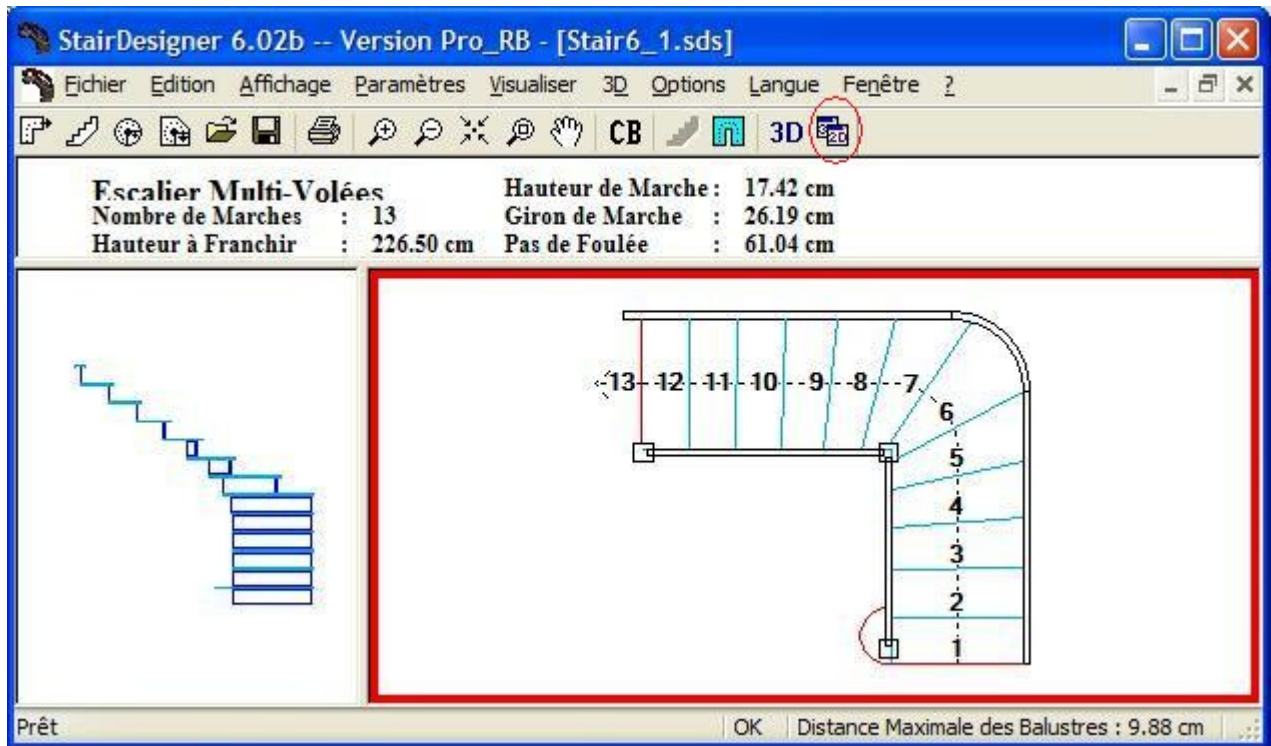 StairDesigner 6.02b -- Version Pro_RB - [Stair6_1.sds]
Fichier Edition Affichage Paramètres Visualiser 3D Options Langue Fenêtre ?
CB 3D 2D
Escalier Multi-Volées Hauteur de Marche : 17.42 cm
Nombre de Marches : 13 Giron de Marche : 26.19 cm
Hauteur à Franchir : 226.50 cm Pas de Foulée : 61.04 cm
13 12 11 10 9 8 7
6
5
4
3
2
1
Prêt OK Distance Maximale des Balustres : 9.88 cm